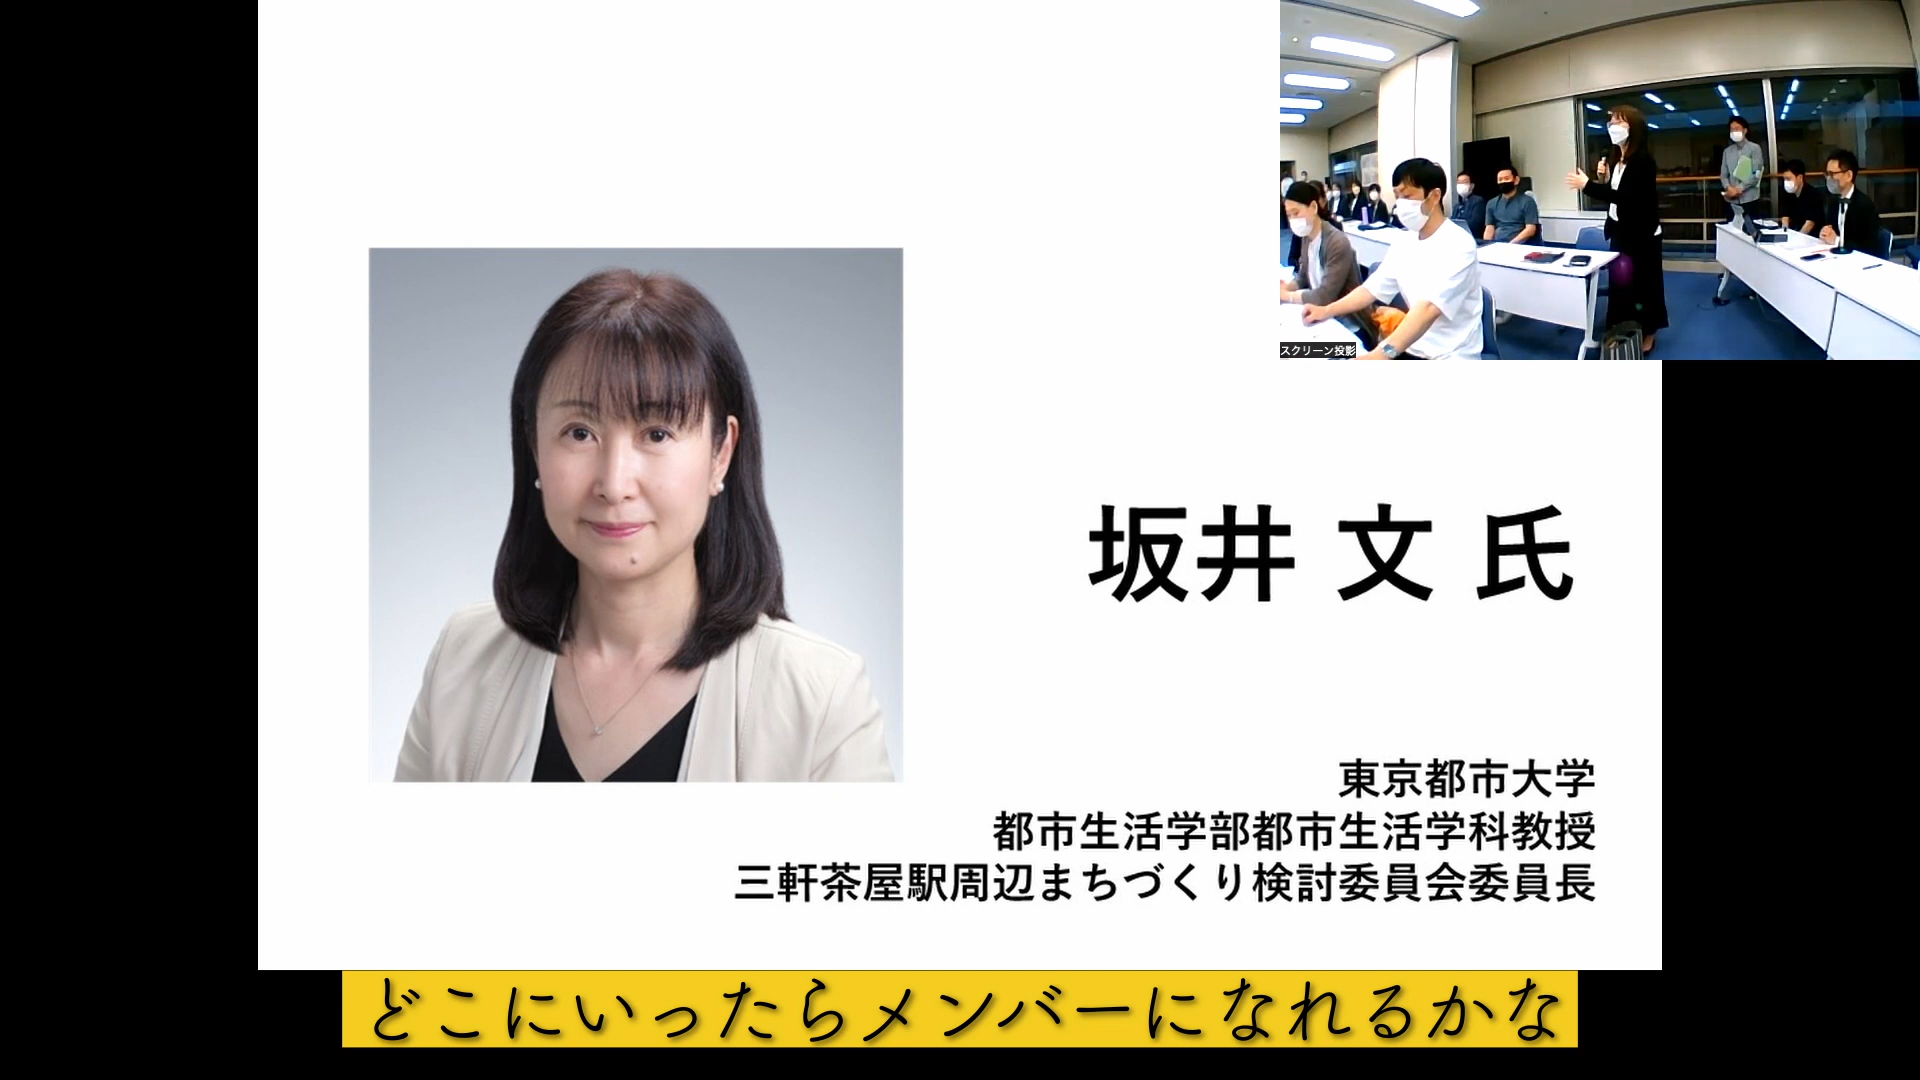 スクリーン投影
坂井 文 氏
東京都市大学
都市生活学部都市生活学科教授
三軒茶屋駅周辺まちづくり検討委員会委員長
どこにいったらメンバーになれるかな